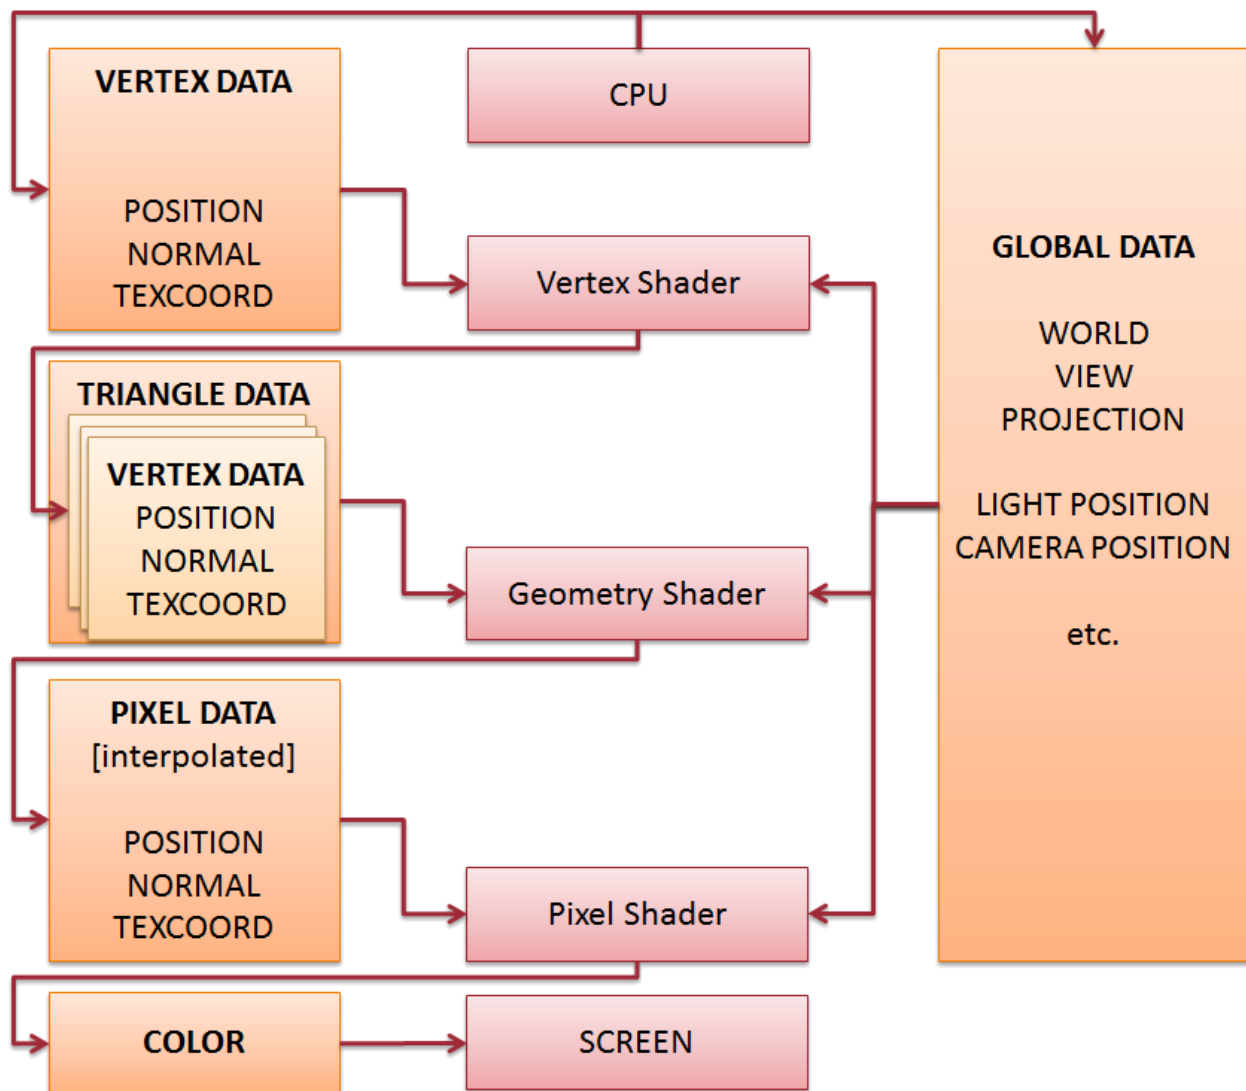 VERTEX DATA
POSITION
NORMAL
TEXCOORD
CPU
Vertex Shader
GLOBAL DATA
WORLD
VIEW
PROJECTION
LIGHT POSITION
CAMERA POSITION
etc.
TRIANGLE DATA
VERTEX DATA
POSITION
NORMAL
TEXCOORD
Geometry Shader
PIXEL DATA
[interpolated]
POSITION
NORMAL
TEXCOORD
Pixel Shader
COLOR
SCREEN